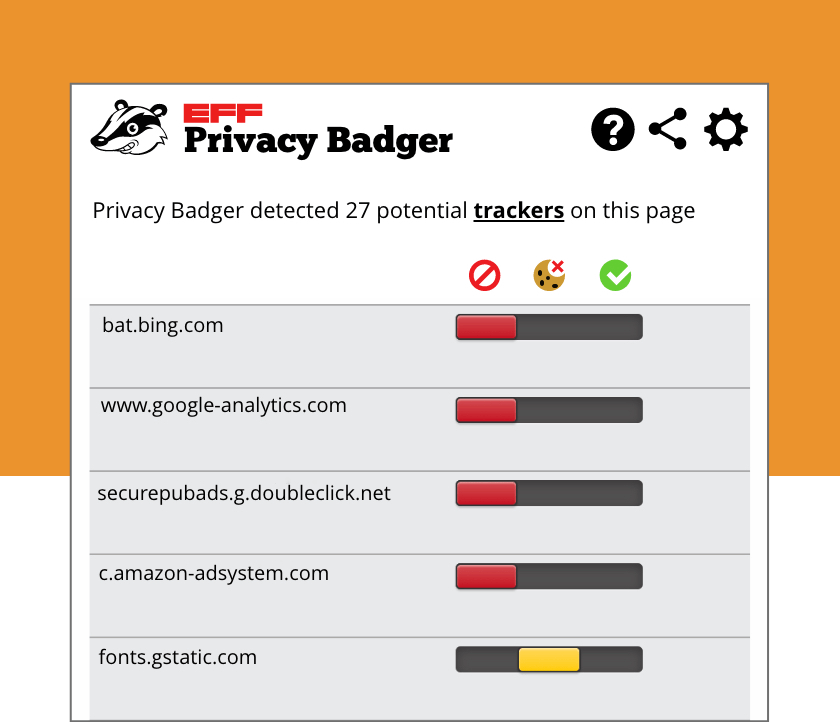 EFF
Privacy Badger
Privacy Badger detected 27 potential trackers on this page
bat.bing.com
www.google-analytics.com
securepubads.g.doubleclick.net
c.amazon-adsystem.com
fonts.gstatic.com